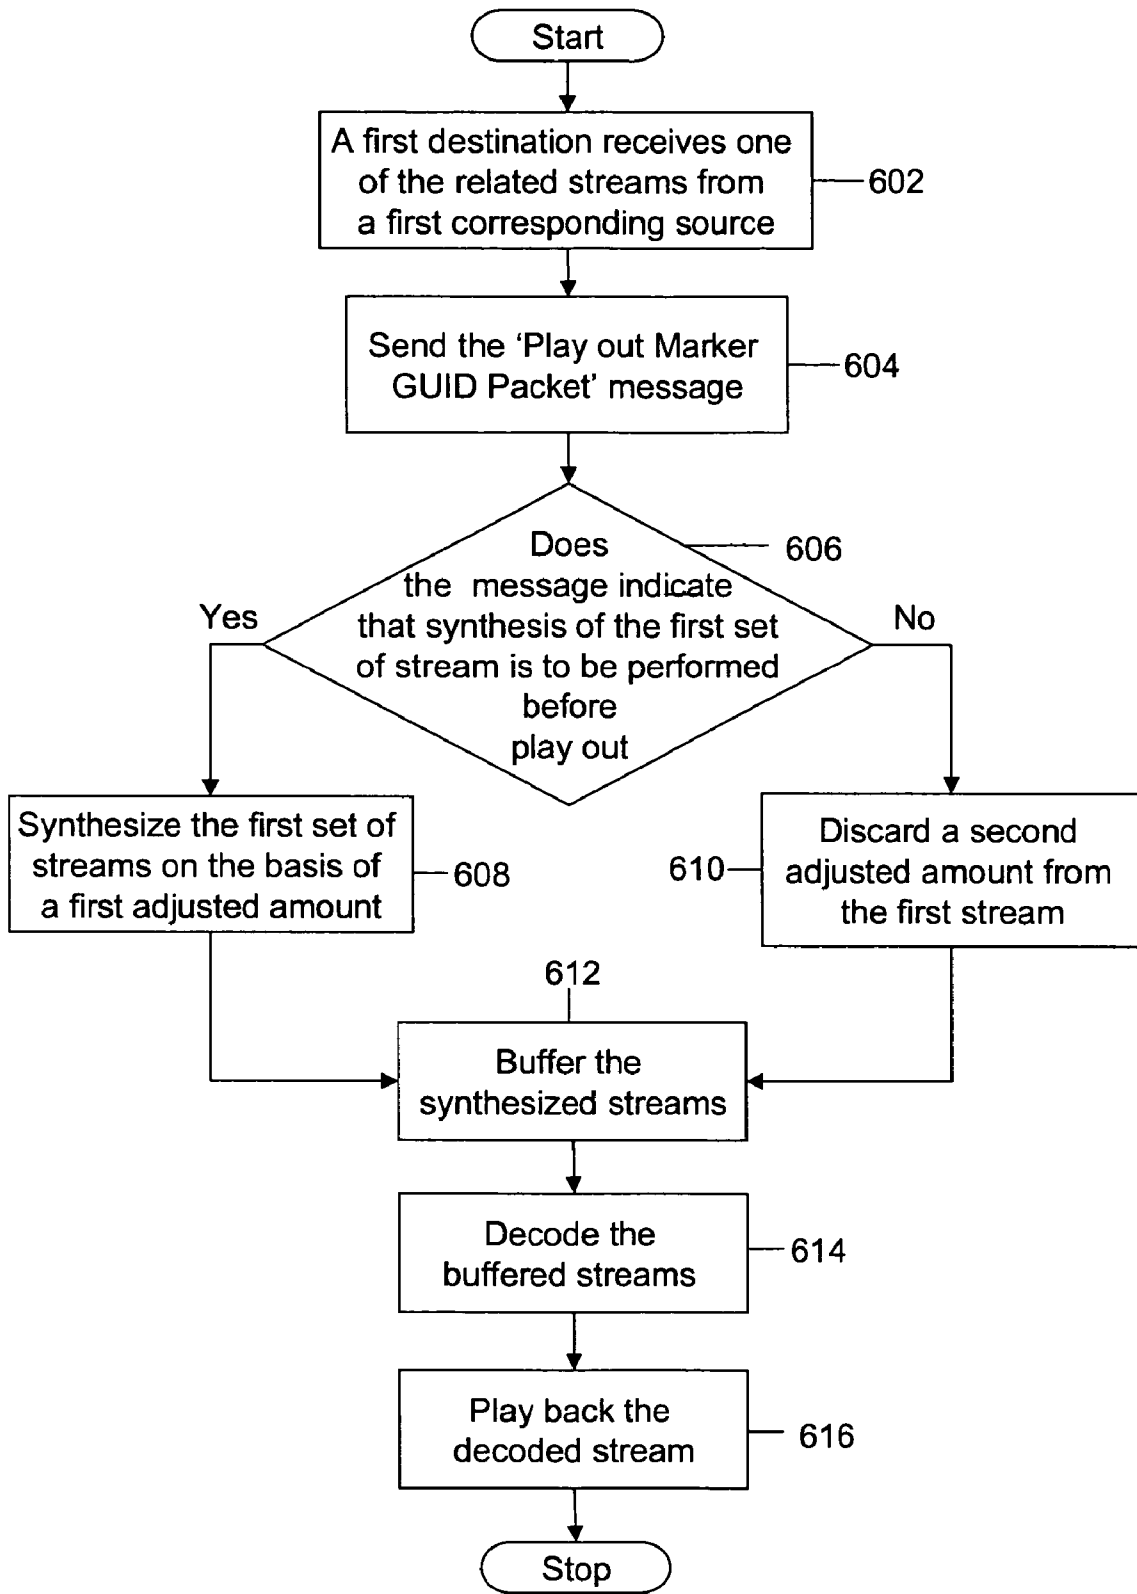 Start
A first destination receives one
of the related streams from
a first corresponding source
602
Send the ‘Play out Marker
GUID Packet’ message
604
Does
the message indicate
that synthesis of the first set
of stream is to be performed
before
play out
606
Yes
No
Synthesize the first set of
streams on the basis of
a first adjusted amount
608
610
Discard a second
adjusted amount from
the first stream
612
Buffer the
synthesized streams
Decode the
buffered streams
614
Play back the
decoded stream
616
Stop